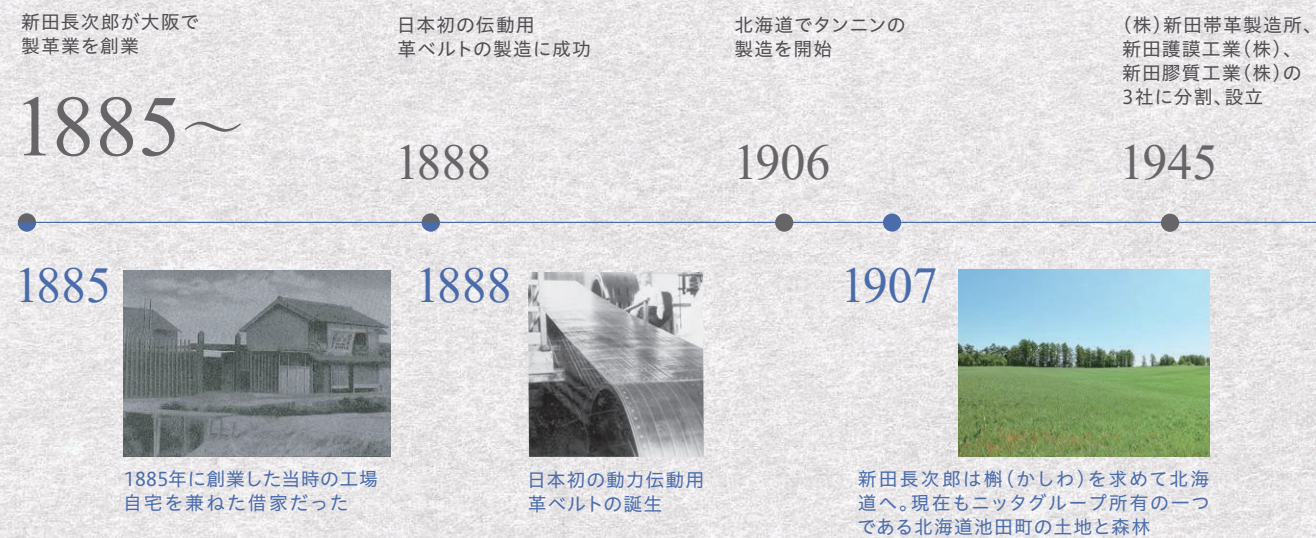 新田長次郎が大阪で
製革業を創業
1885～
日本初の伝動用
革ベルトの製造に成功
1888
北海道でタンニンの
製造を開始
1906
(株)新田帯革製造所、
新田護謨工業(株)、
新田膠質工業(株)の
3社に分割、設立
1945
1885
1885年に創業した当時の工場
自宅を兼ねた借家だった
1888
日本初の動力伝動用
革ベルトの誕生
1907
新田長次郎は槲(かしわ)を求めて北海
道へ。現在もニッタグループ所有の一つ
である北海道池田町の土地と森林